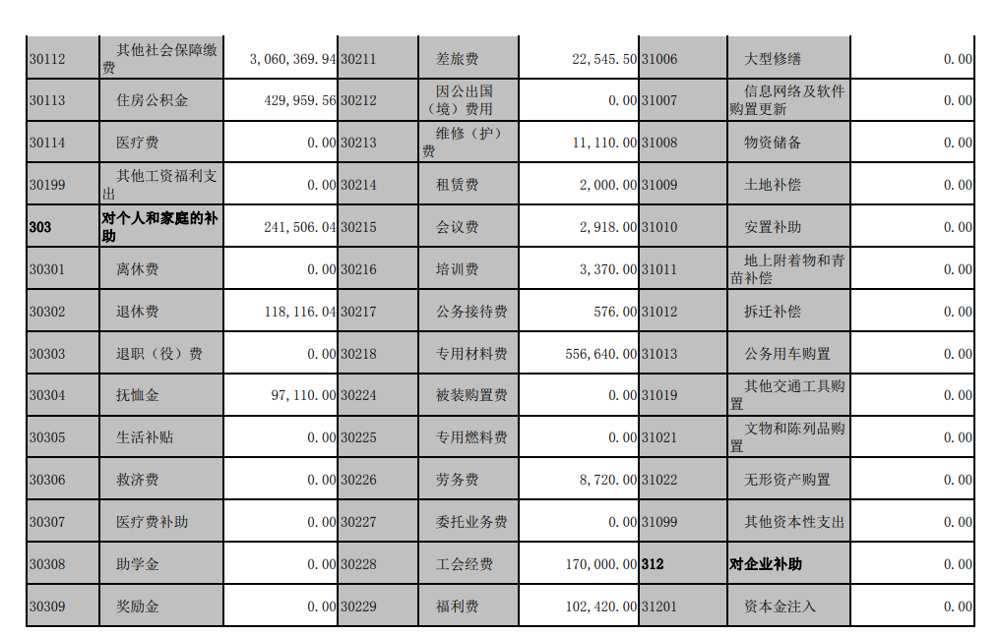 30112 其他社会保障缴费 3,060,369.94 30211 差旅费 22,545.50 31006 大型修缮 0.00
30113 住房公积金 429,959.56 30212 因公出国（境）费用 0.00 31007 信息网络及软件购置更新 0.00
30114 医疗费 0.00 30213 维修（护）费 11,110.00 31008 物资储备 0.00
30199 其他工资福利支出 0.00 30214 租赁费 2,000.00 31009 土地补偿 0.00
303 对个人和家庭的补助 241,506.04 30215 会议费 2,918.00 31010 安置补助 0.00
30301 离休费 0.00 30216 培训费 3,370.00 31011 地上附着物和青苗补偿 0.00
30302 退休费 118,116.04 30217 公务接待费 576.00 31012 拆迁补偿 0.00
30303 退职（役）费 0.00 30218 专用材料费 556,640.00 31013 公务用车购置 0.00
30304 抚恤金 97,110.00 30224 被装购置费 0.00 31019 其他交通工具购置 0.00
30305 生活补贴 0.00 30225 专用燃料费 0.00 31021 文物和陈列品购置 0.00
30306 救济费 0.00 30226 劳务费 8,720.00 31022 无形资产购置 0.00
30307 医疗费补助 0.00 30227 委托业务费 0.00 31099 其他资本性支出 0.00
30308 助学金 0.00 30228 工会经费 170,000.00 312 对企业补助 0.00
30309 奖励金 0.00 30229 福利费 102,420.00 31201 资本金注入 0.00